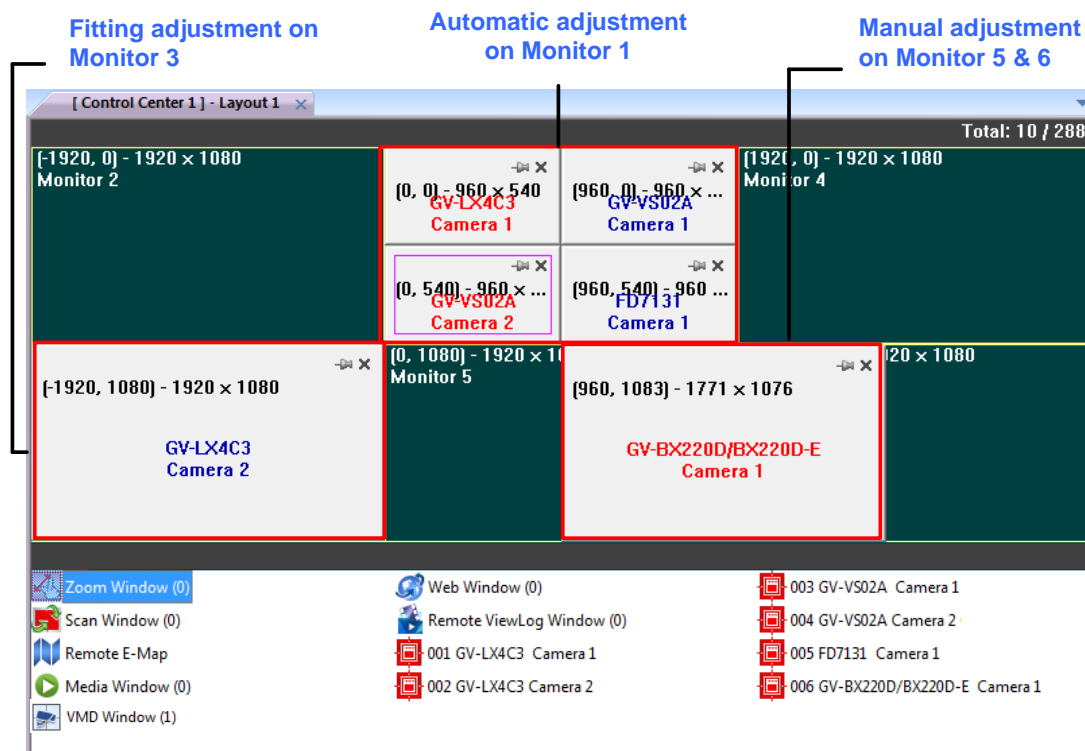 Fitting adjustment on
Monitor 3
Automatic adjustment
on Monitor 1
Manual adjustment
on Monitor 5 & 6
[ Control Center 1 ] - Layout 1
Total: 10 / 288
(-1920, 0) - 1920 × 1080
Monitor 2
(0, 0) - 960 × 540
GV-LX4C3
Camera 1
(960, 0) - 960 × ...
GV-VS02A
Camera 1
(1920, 0) - 1920 × 1080
Monitor 4
(0, 540) - 960 × ...
GV-VS02A
Camera 2
(960, 540) - 960 ...
FD7131
Camera 1
(-1920, 1080) - 1920 × 1080
GV-LX4C3
Camera 2
(0, 1080) - 1920 × 1
Monitor 5
(960, 1083) - 1771 × 1076
GV-BX220D/BX220D-E
Camera 1
20 × 1080
Zoom Window (0)
Scan Window (0)
Remote E-Map
Media Window (0)
VMD Window (1)
Web Window (0)
Remote ViewLog Window (0)
001 GV-LX4C3 Camera 1
002 GV-LX4C3 Camera 2
003 GV-VS02A Camera 1
004 GV-VS02A Camera 2
005 FD7131 Camera 1
006 GV-BX220D/BX220D-E Camera 1